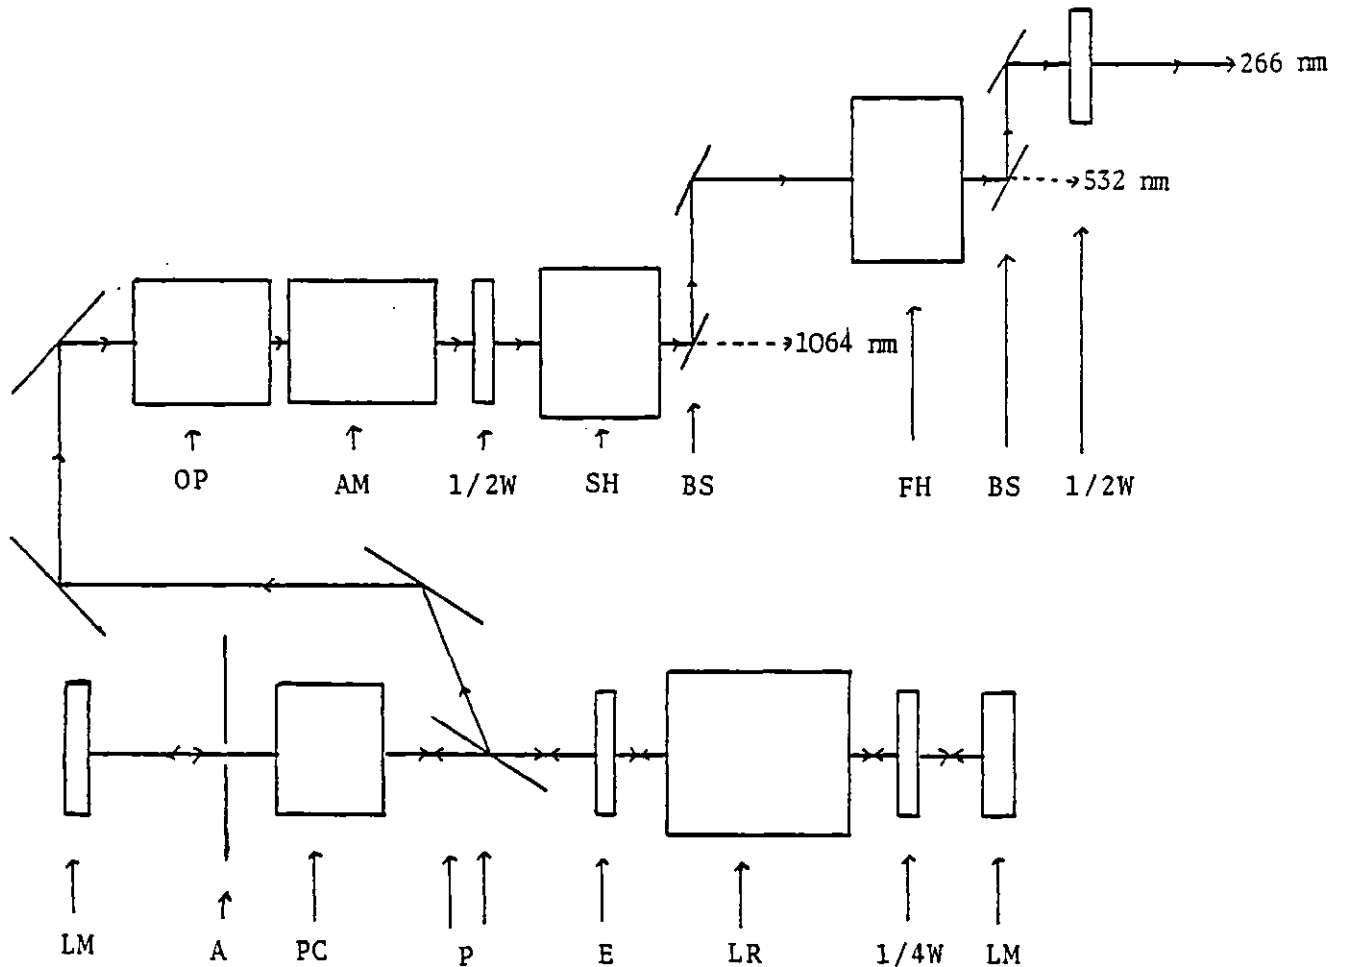 266 nm
532 nm
1064 nm
OP AM 1/2W SH BS FH BS 1/2W
LM A PC P E LR 1/4W LM